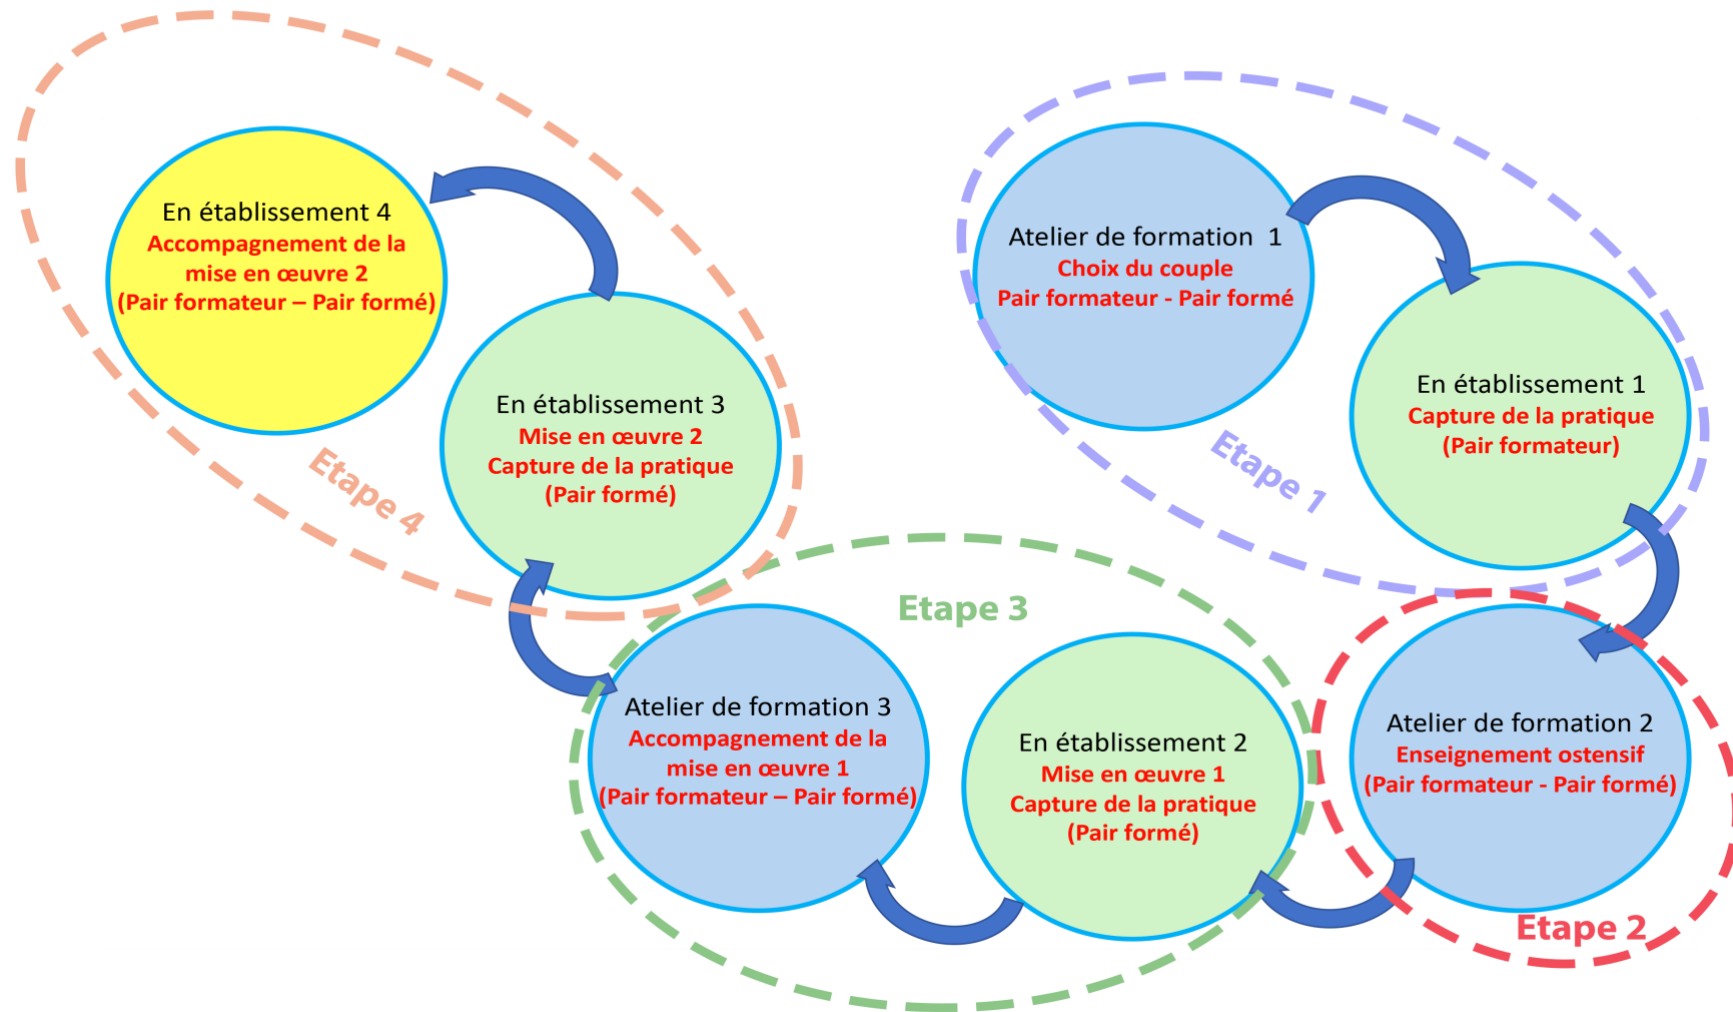 Atelier de formation  1
Choix du couple
Pair formateur - Pair formé
En établissement 1
Capture de la pratique
(Pair formateur)
Etape 1
Atelier de formation 2
Enseignement ostensif
(Pair formateur - Pair formé)
Etape 2
Etape 3
En établissement 2
Mise en œuvre 1
Capture de la pratique
(Pair formé)
Atelier de formation 3
Accompagnement de la
mise en œuvre 1
(Pair formateur – Pair formé)
En établissement 3
Mise en œuvre 2
Capture de la pratique
(Pair formé)
Etape 4
En établissement 4
Accompagnement de la
mise en œuvre 2
(Pair formateur – Pair formé)